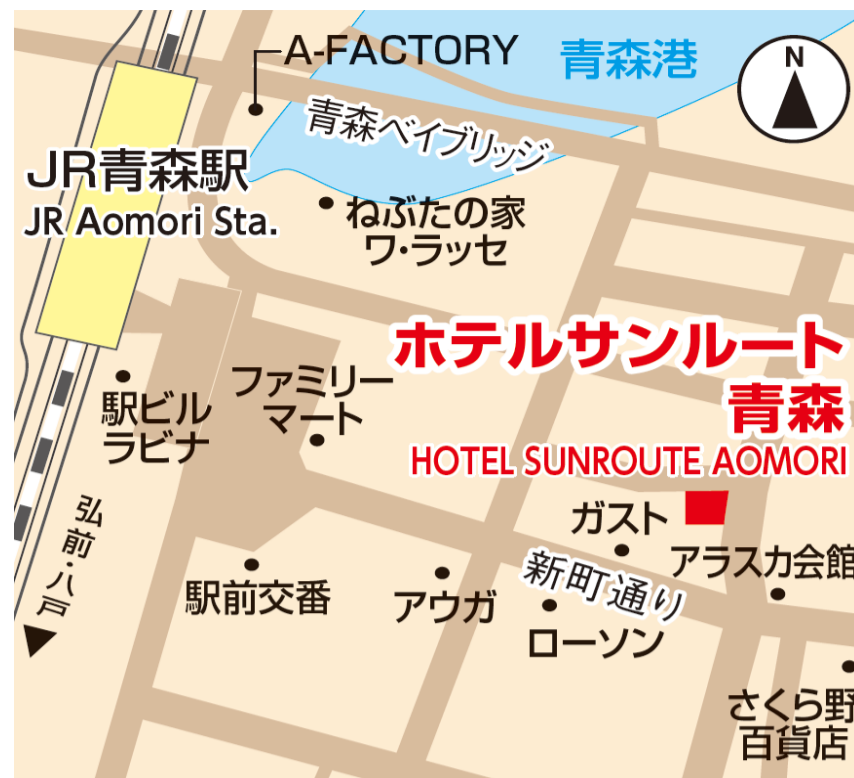 A-FACTORY
青森港
N
青森ベイブリッジ
JR青森駅
JR Aomori Sta.
ねぶたの家
ワ・ラッセ
ホテルサンルート
青森
HOTEL SUNROUTE AOMORI
ファミリー
マート
駅ビル
ラビナ
弘前・八戸
ガスト
新町通り
アラスカ会館
駅前交番
アウガ
ローソン
さくら野
百貨店